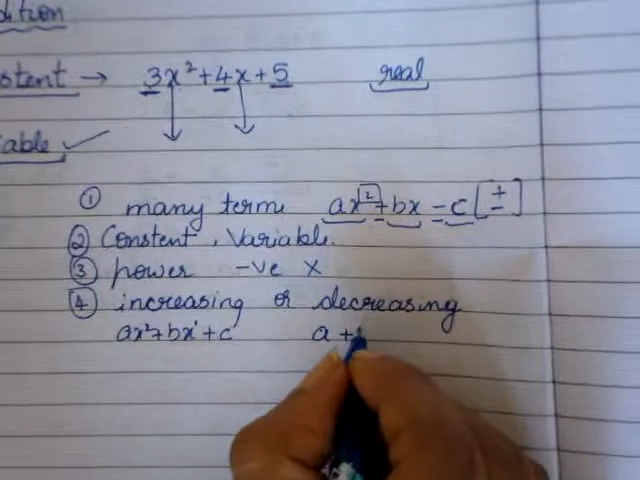 dition
stent → 3x²+4x+5 real
able ✓
① many term ax²+bx-c [+ -]
② Constent, Variable.
③ power -ve x
④ increasing or decreasing
ax²+bx¹+c a +